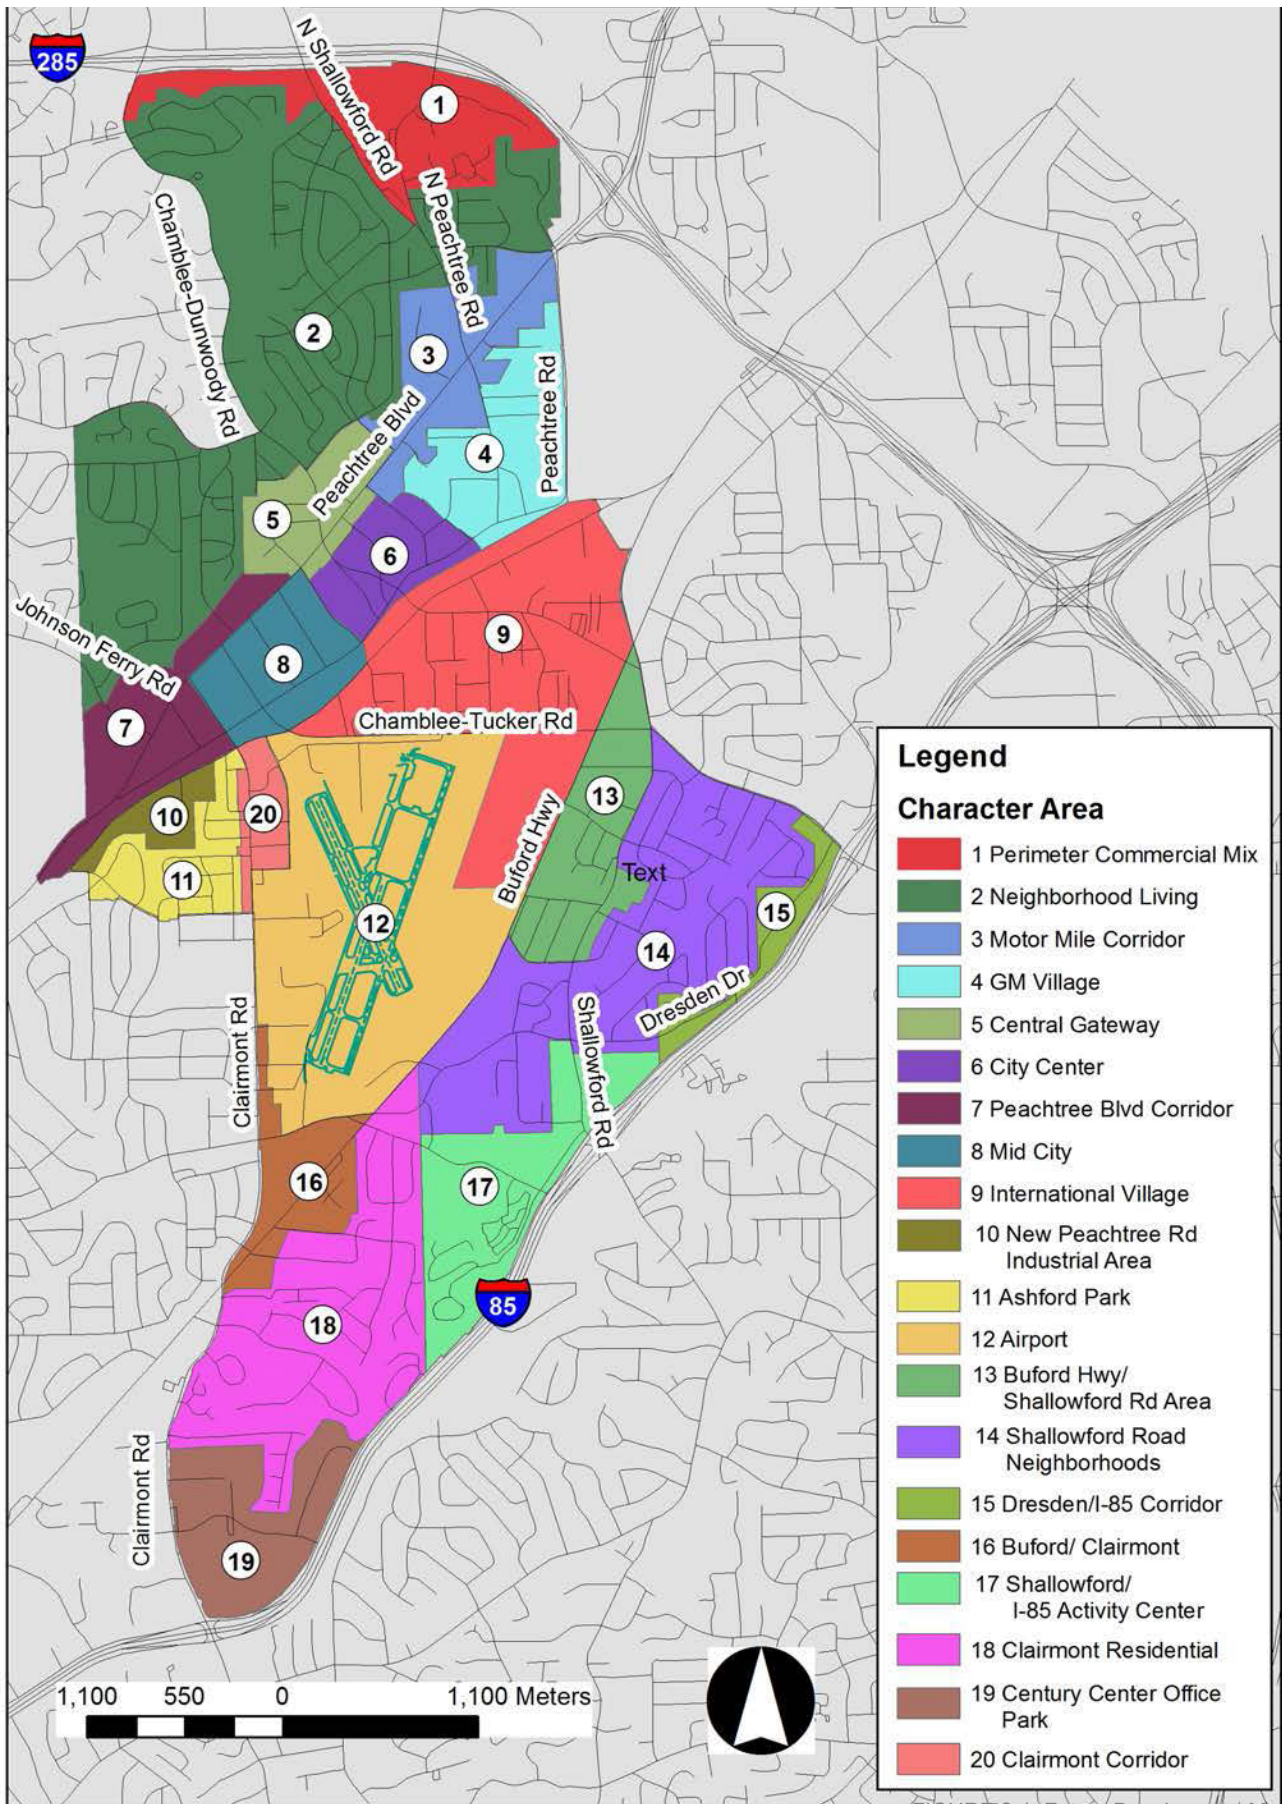 285
N Shallowford Rd
1
N Peachtree Rd
Chamblee-Dunwoody Rd
2
3
Peachtree Rd
Peachtree Blvd
4
5
6
Johnson Ferry Rd
9
8
7
Chamblee-Tucker Rd
13
10
20
Buford Hwy
Text
11
12
15
14
Dresden Dr
Clairmont Rd
Shallowford Rd
16
17
85
18
Clairmont Rd
19
1,100 550 0 1,100 Meters
Legend
Character Area
1 Perimeter Commercial Mix
2 Neighborhood Living
3 Motor Mile Corridor
4 GM Village
5 Central Gateway
6 City Center
7 Peachtree Blvd Corridor
8 Mid City
9 International Village
10 New Peachtree Rd
Industrial Area
11 Ashford Park
12 Airport
13 Buford Hwy/
Shallowford Rd Area
14 Shallowford Road
Neighborhoods
15 Dresden/I-85 Corridor
16 Buford/ Clairmont
17 Shallowford/
I-85 Activity Center
18 Clairmont Residential
19 Century Center Office
Park
20 Clairmont Corridor